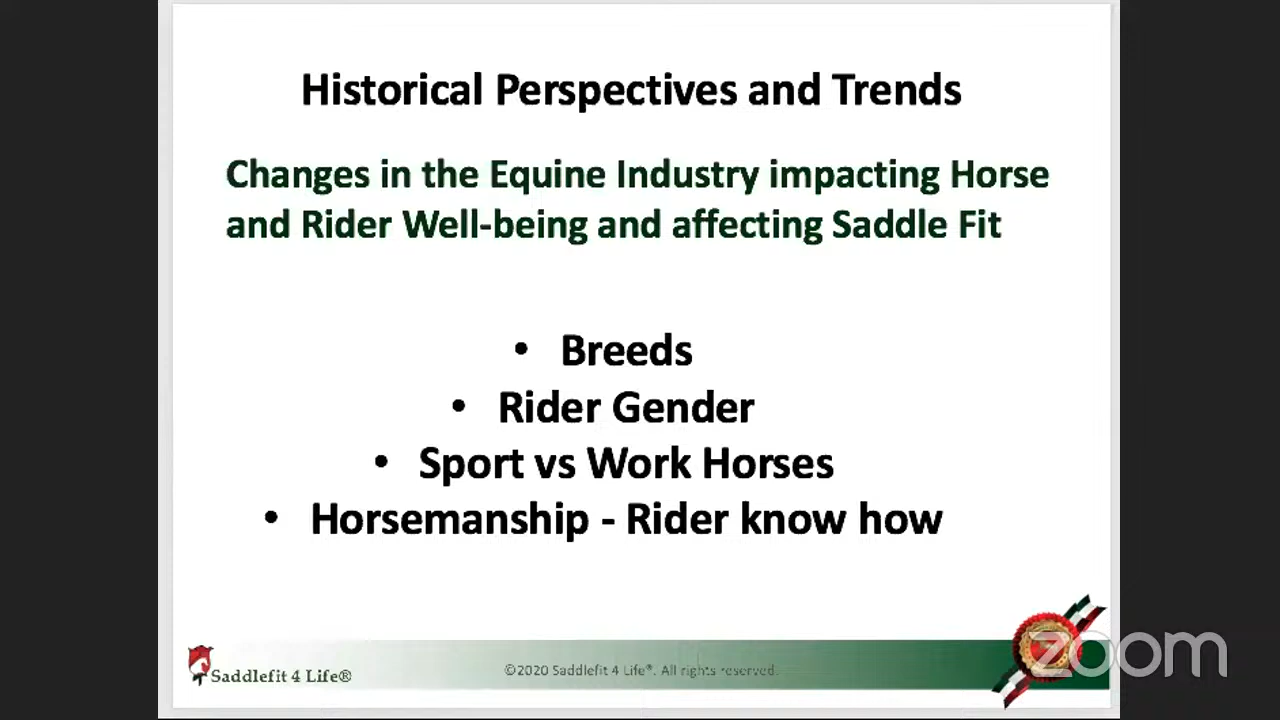 Historical Perspectives and Trends
Changes in the Equine Industry impacting Horse
and Rider Well-being and affecting Saddle Fit
• Breeds
• Rider Gender
• Sport vs Work Horses
• Horsemanship - Rider know how
Saddlefit 4 Life®
©2020 Saddlefit 4 Life®. All rights reserved.
zoom